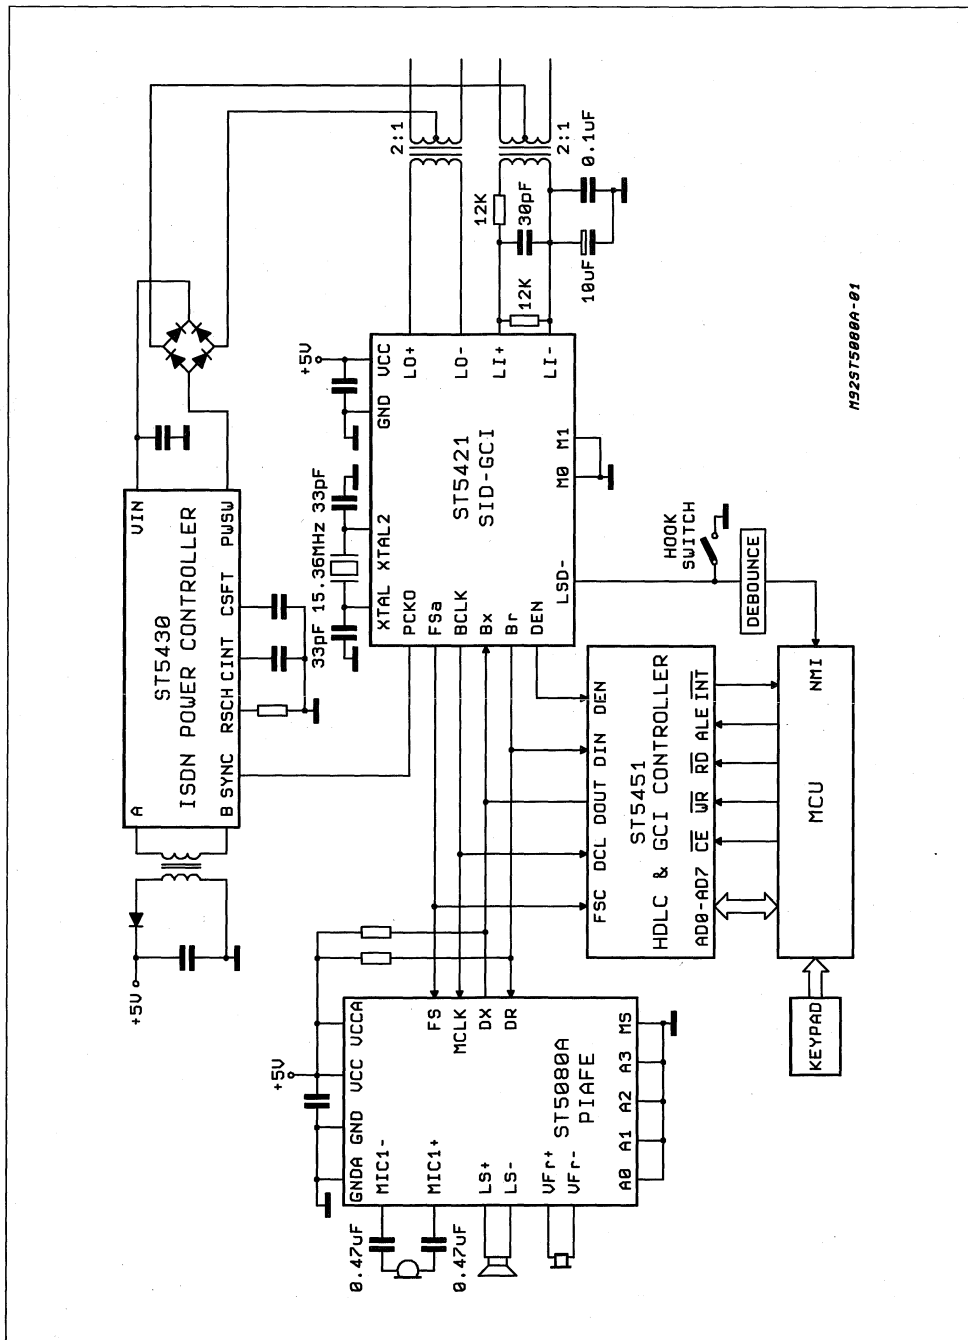 +5V
A
B
SYNC
RSCH
CINT
CSFT
PWSW
VIN
ST5430
ISDN POWER CONTROLLER
2:1
2:1
12K
30pF
0.1uF
10uF
12K
+5V
33pF
15.36MHz
33pF
XTAL
XTAL2
GND
VCC
PCKO
FSa
BCLK
Bx
Br
DEN
LO+
LO-
LI+
LI-
ST5421
SID-GCI
LSD-
M0
M1
HOOK
SWITCH
DEBOUNCE
+5V
GNDA
GND
VCC
VCCA
MIC1-
MIC1+
LS+
LS-
VFr+
VFr-
FS
MCLK
DX
DR
ST5080A
PIAFE
A0
A1
A2
A3
MS
0.47uF
0.47uF
FSC
DCL
DOUT
DIN
DEN
ST5451
HDLC & GCI CONTROLLER
AD0-AD7
CE
WR
RD
ALE
INT
MCU
NMI
KEYPAD
M92ST5080A-01